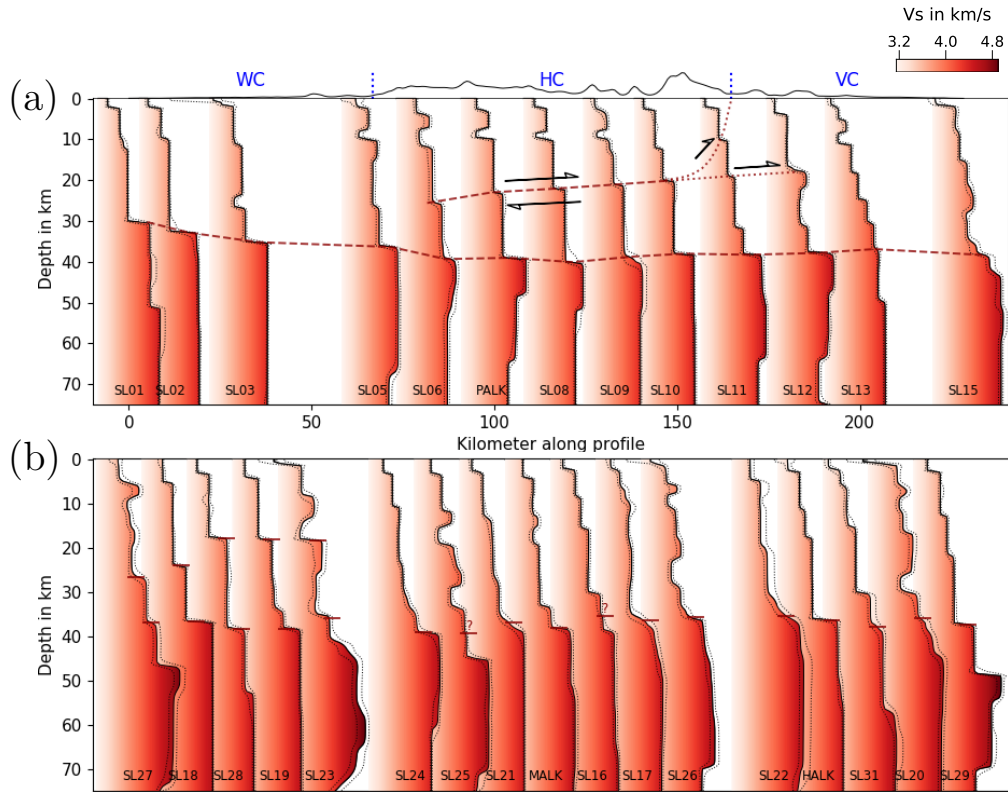 Vs in km/s
3.2 4.0 4.8
WC HC VC
(a)
0
10
20
30
40
50
60
70
Depth in km
SL01 SL02 SL03 SL05 SL06 PALK SL08 SL09 SL10 SL11 SL12 SL13 SL15
0 50 100 150 200
Kilometer along profile
(b)
0
10
20
30
40
50
60
70
Depth in km
? ?
SL27 SL18 SL28 SL19 SL23 SL24 SL25 SL21 MALK SL16 SL17 SL26 SL22 HALK SL31 SL20 SL29